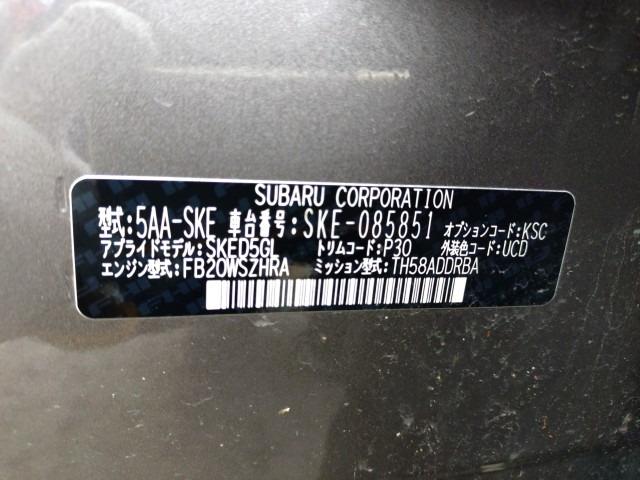 SUBARU CORPORATION
型式:5AA-SKE 車台番号:SKE-085851 オプションコード:KSC
アプライドモデル:SKED5GL トリムコード:P30 外装色コード:UCD
エンジン型式:FB20WSZHRA ミッション型式:TH58ADDRBA